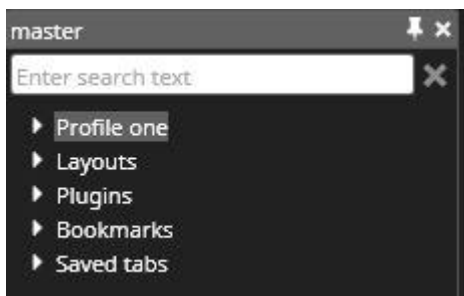 master
Enter search text
Profile one
Layouts
Plugins
Bookmarks
Saved tabs